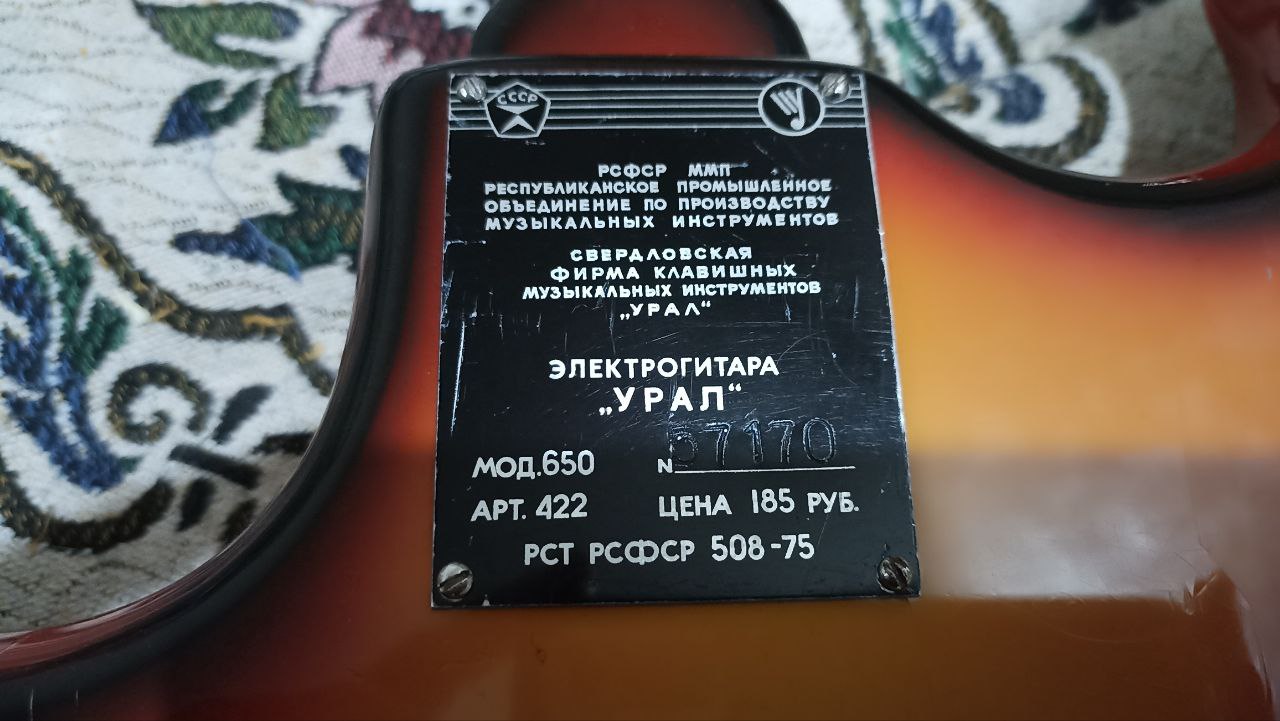 СССР
РСФСР ММП
РЕСПУБЛИКАНСКОЕ ПРОМЫШЛЕННОЕ
ОБЪЕДИНЕНИЕ ПО ПРОИЗВОДСТВУ
МУЗЫКАЛЬНЫХ ИНСТРУМЕНТОВ
СВЕРДЛОВСКАЯ
ФИРМА КЛАВИШНЫХ
МУЗЫКАЛЬНЫХ ИНСТРУМЕНТОВ
„УРАЛ“
ЭЛЕКТРОГИТАРА
„УРАЛ“
МОД.650 N 57170
АРТ. 422 ЦЕНА 185 РУБ.
РСТ РСФСР 508-75